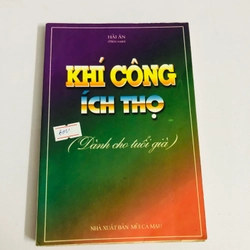 HẢI ÂN
KHÍ CÔNG
ÍCH THỌ
(Dành cho tuổi già)
NHÀ XUẤT BẢN MŨI CÀ MAU